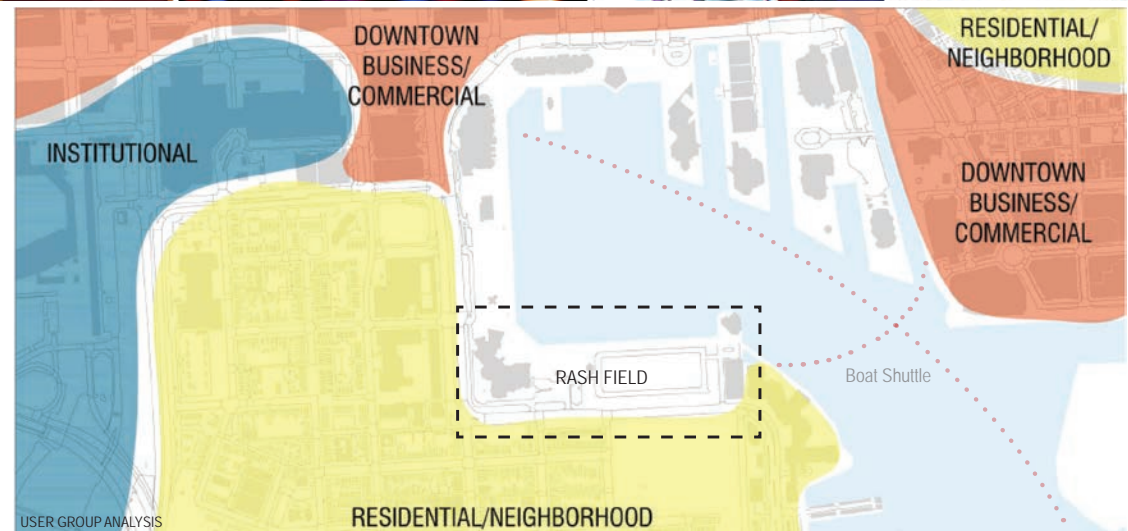 DOWNTOWN
BUSINESS/
COMMERCIAL
RESIDENTIAL/
NEIGHBORHOOD
INSTITUTIONAL
DOWNTOWN
BUSINESS/
COMMERCIAL
RASH FIELD
Boat Shuttle
RESIDENTIAL/NEIGHBORHOOD
USER GROUP ANALYSIS